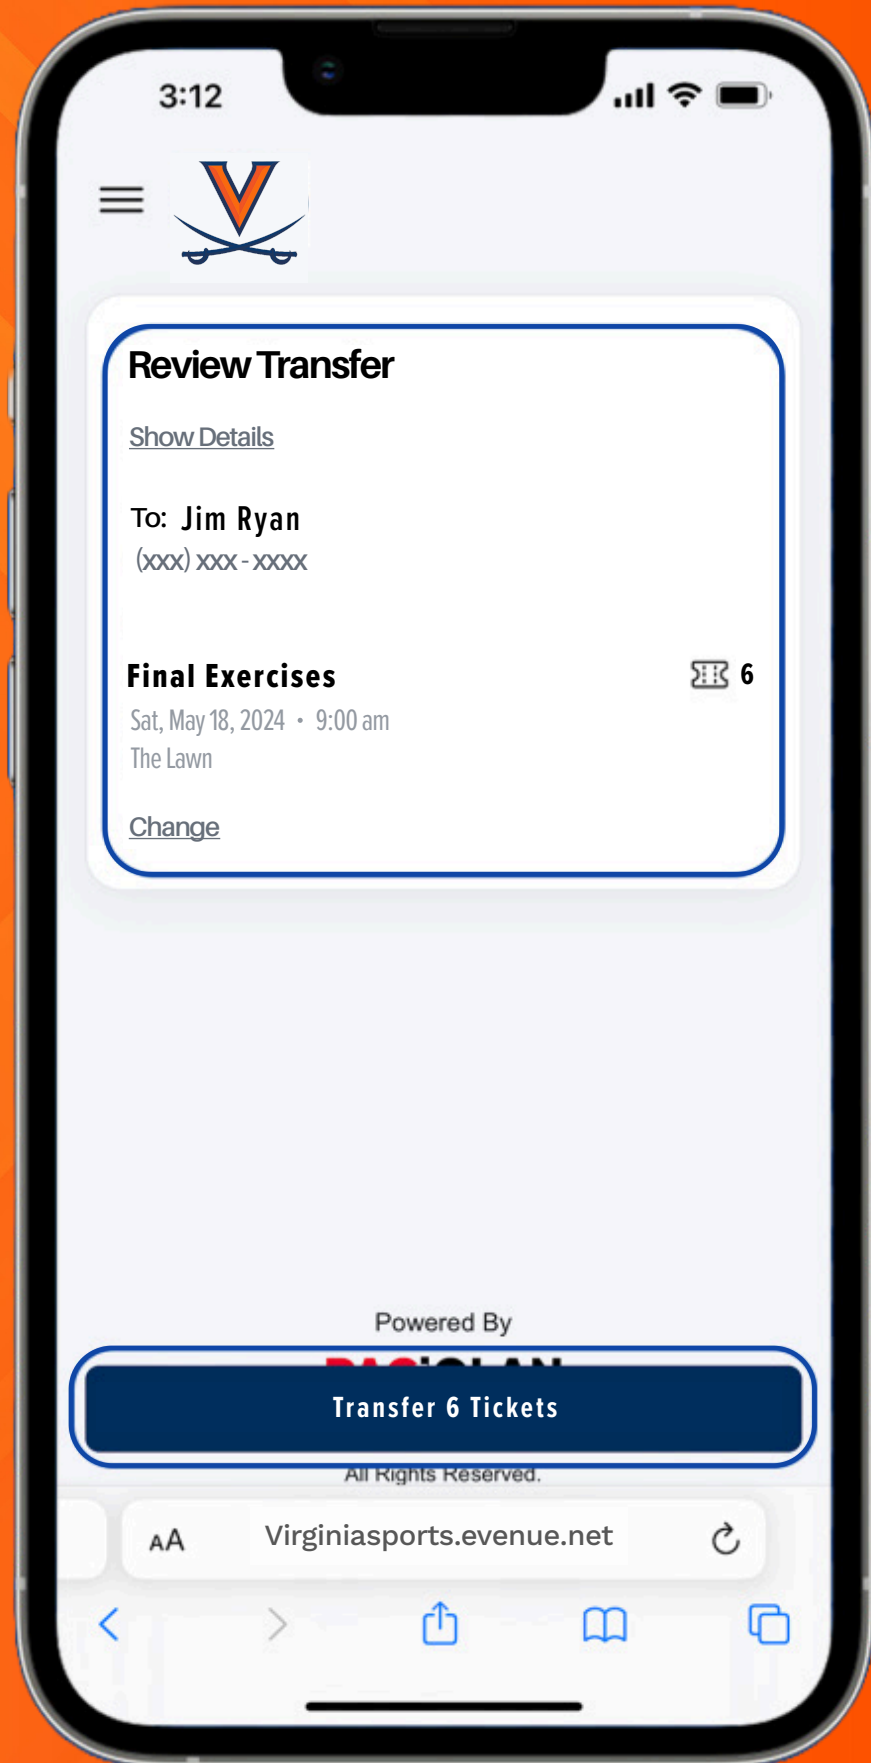 3:12
Review Transfer
Show Details
To: Jim Ryan
(xxx) xxx - xxxx
Final Exercises 6
Sat, May 18, 2024 • 9:00 am
The Lawn
Change
Powered By
PACiOLAN
Transfer 6 Tickets
All Rights Reserved.
AA Virginiasports.evenue.net